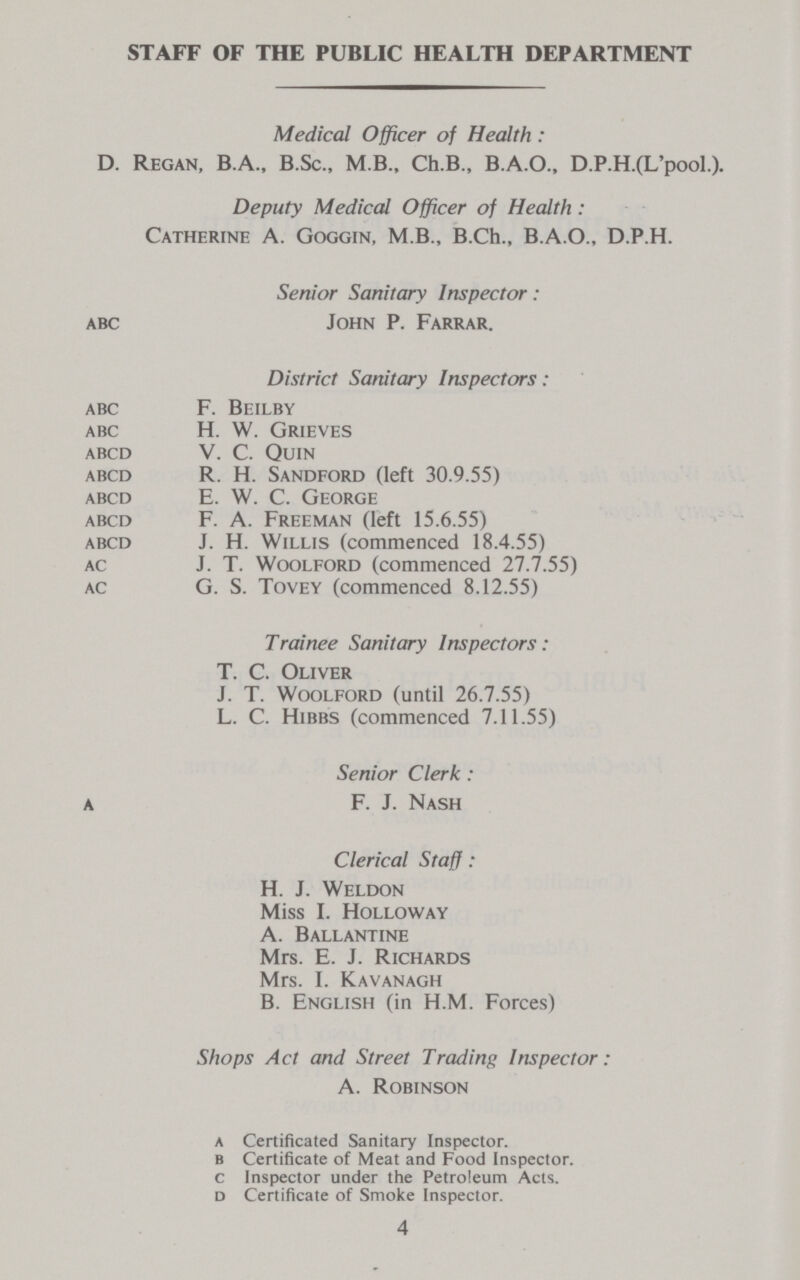 STAFF OF THE PUBLIC HEALTH DEPARTMENT
Medical Officer of Health :
D. REGAN, B.A., B.Sc., M.B., Ch.B., B.A.O., D.P.H.(L'pool.).
Deputy Medical Officer of Health :
CATHERINE A. GOGGIN, M.B., B.Ch., B.A.O., D.P.H.
Senior Sanitary Inspector :
ABC JOHN P. FARRAR.
District Sanitary Inspectors :
ABC F. BEILBY
ABC H. W. GRIEVES
ABCD V. C. QUIN
ABCD R. H. SANDFORD (left 30.9.55)
ABCD E. W. C. GEORGE
ABCD F. A. FREEMAN (left 15.6.55)
ABCD J. H. WILLIS (commenced 18.4.55)
AC J. T. WOOLFORD (commenced 27.7.55)
AC G. S. TOVEY (commenced 8.12.55)
Trainee Sanitary Inspectors :
T. C. OLIVER
J. T. WOOLFORD (until 26.7.55)
L. C. HIBBS (commenced 7.11.55)
Senior Clerk :
A F. J. NASH
Clerical Staff :
H. J. WELDON
Miss I. HOLLOWAY
A. BALLANTINE
Mrs. E. J. RICHARDS
Mrs. I. KAVANAGH
B. ENGLISH (in H.M. Forces)
Shops Act and Street Trading Inspector :
A. ROBINSON
A Certificated Sanitary Inspector.
B Certificate of Meat and Food Inspector.
C Inspector under the Petroleum Acts.
D Certificate of Smoke Inspector.
4